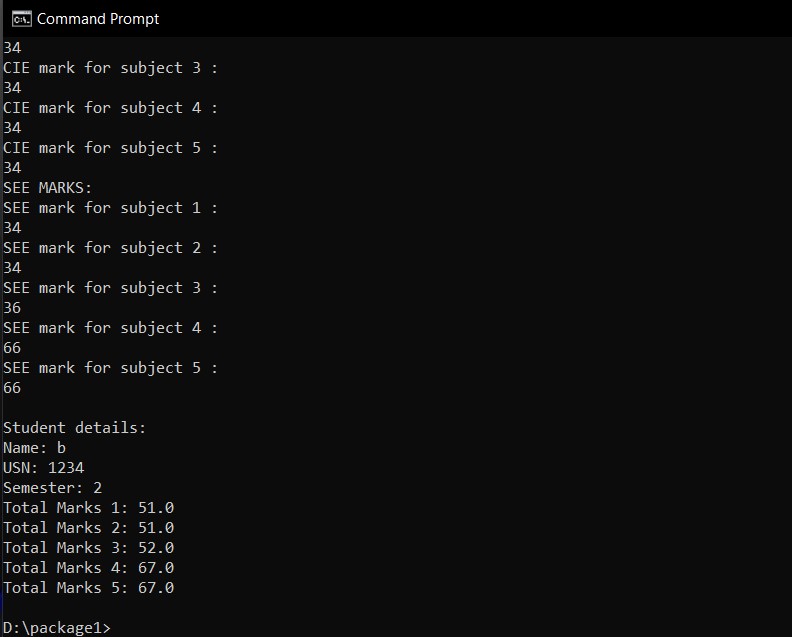 Command Prompt
34
CIE mark for subject 3 :
34
CIE mark for subject 4 :
34
CIE mark for subject 5 :
34
SEE MARKS:
SEE mark for subject 1 :
34
SEE mark for subject 2 :
34
SEE mark for subject 3 :
36
SEE mark for subject 4 :
66
SEE mark for subject 5 :
66
Student details:
Name: b
USN: 1234
Semester: 2
Total Marks 1: 51.0
Total Marks 2: 51.0
Total Marks 3: 52.0
Total Marks 4: 67.0
Total Marks 5: 67.0
D:\package1>